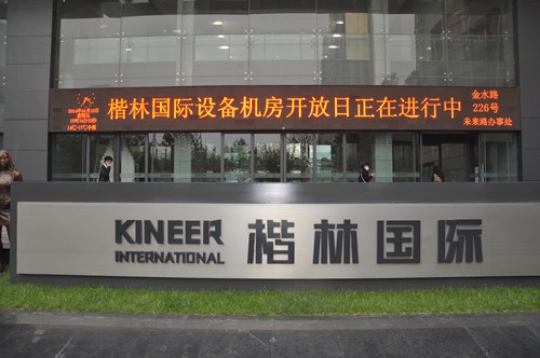 楷林国际设备机房开放日正在进行中
金水路
226号
未来路办事处
KINEER
INTERNATIONAL
楷林国际